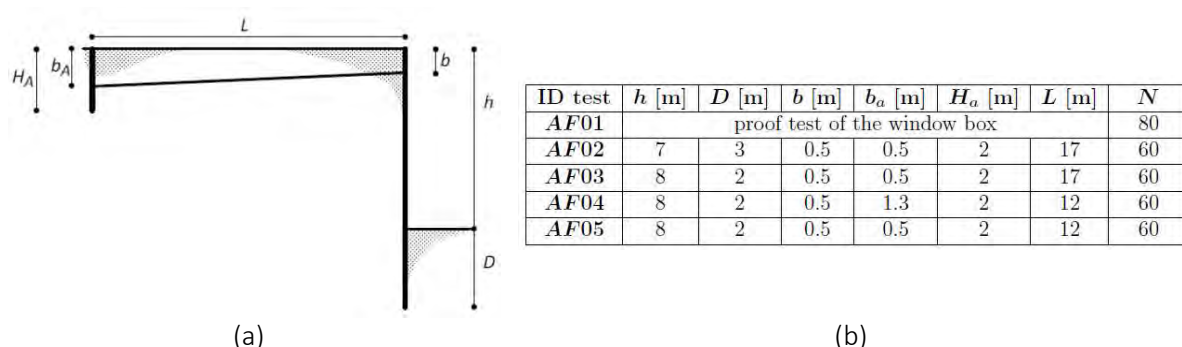 L
H_A
b_A
b
h
D
(a)
ID test h [m] D [m] b [m] b_a [m] H_a [m] L [m] N
AF01 proof test of the window box 80
AF02 7 3 0.5 0.5 2 17 60
AF03 8 2 0.5 0.5 2 17 60
AF04 8 2 0.5 1.3 2 12 60
AF05 8 2 0.5 0.5 2 12 60
(b)